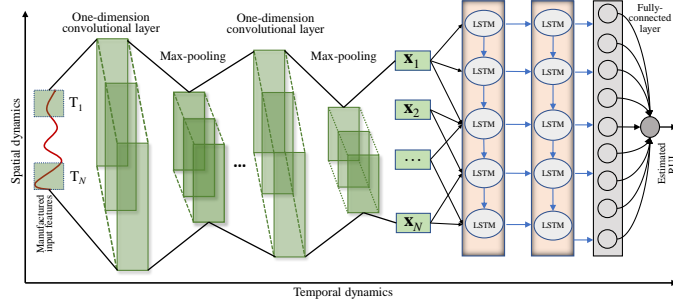 One-dimension
convolutional layer
Max-pooling
One-dimension
convolutional layer
Max-pooling
Fully-
connected
layer
Spatial dynamics
T1
TN
Manufactured
input features
...
x1
x2
...
xN
LSTM
LSTM
LSTM
LSTM
LSTM
LSTM
LSTM
LSTM
LSTM
LSTM
Estimated
RUL
Temporal dynamics